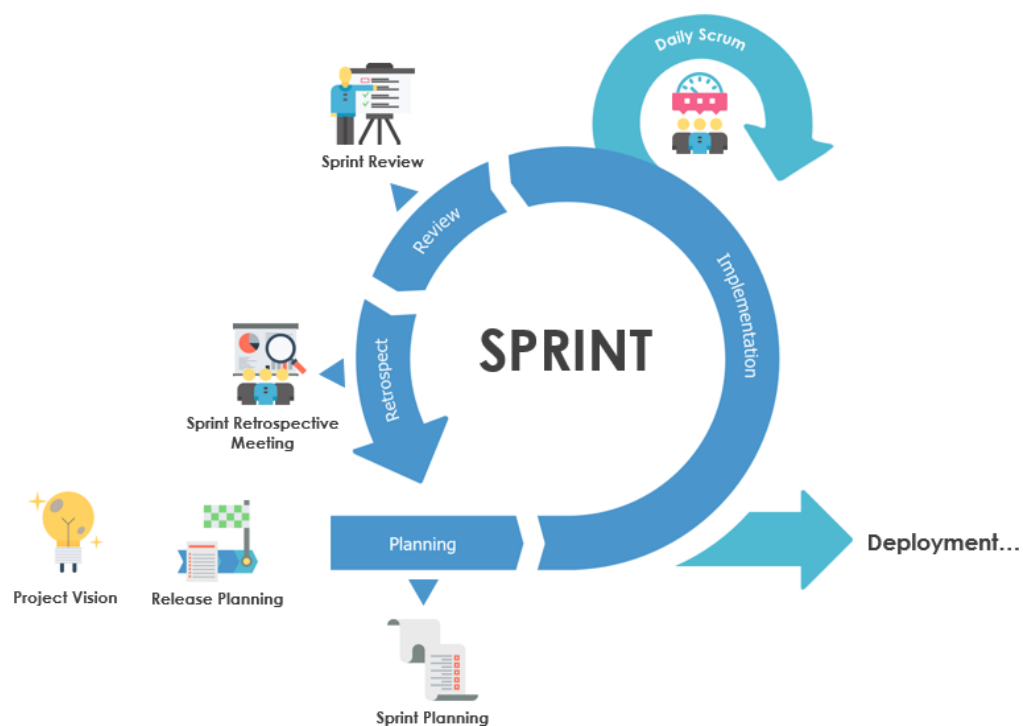 Daily Scrum
Sprint Review
Review
Implementation
SPRINT
Retrospect
Sprint Retrospective
Meeting
Planning
Deployment...
Project Vision
Release Planning
Sprint Planning